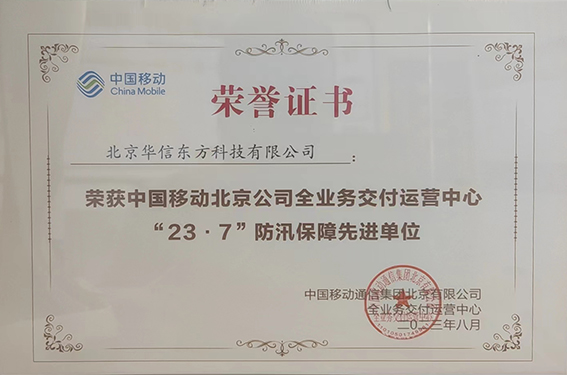 中国移动
China Mobile
荣誉证书
北京华信东方科技有限公司：
荣获中国移动北京公司全业务交付运营中心
“23·7”防汛保障先进单位
中国移动通信集团北京有限公司
全业务交付运营中心
二〇二三年八月